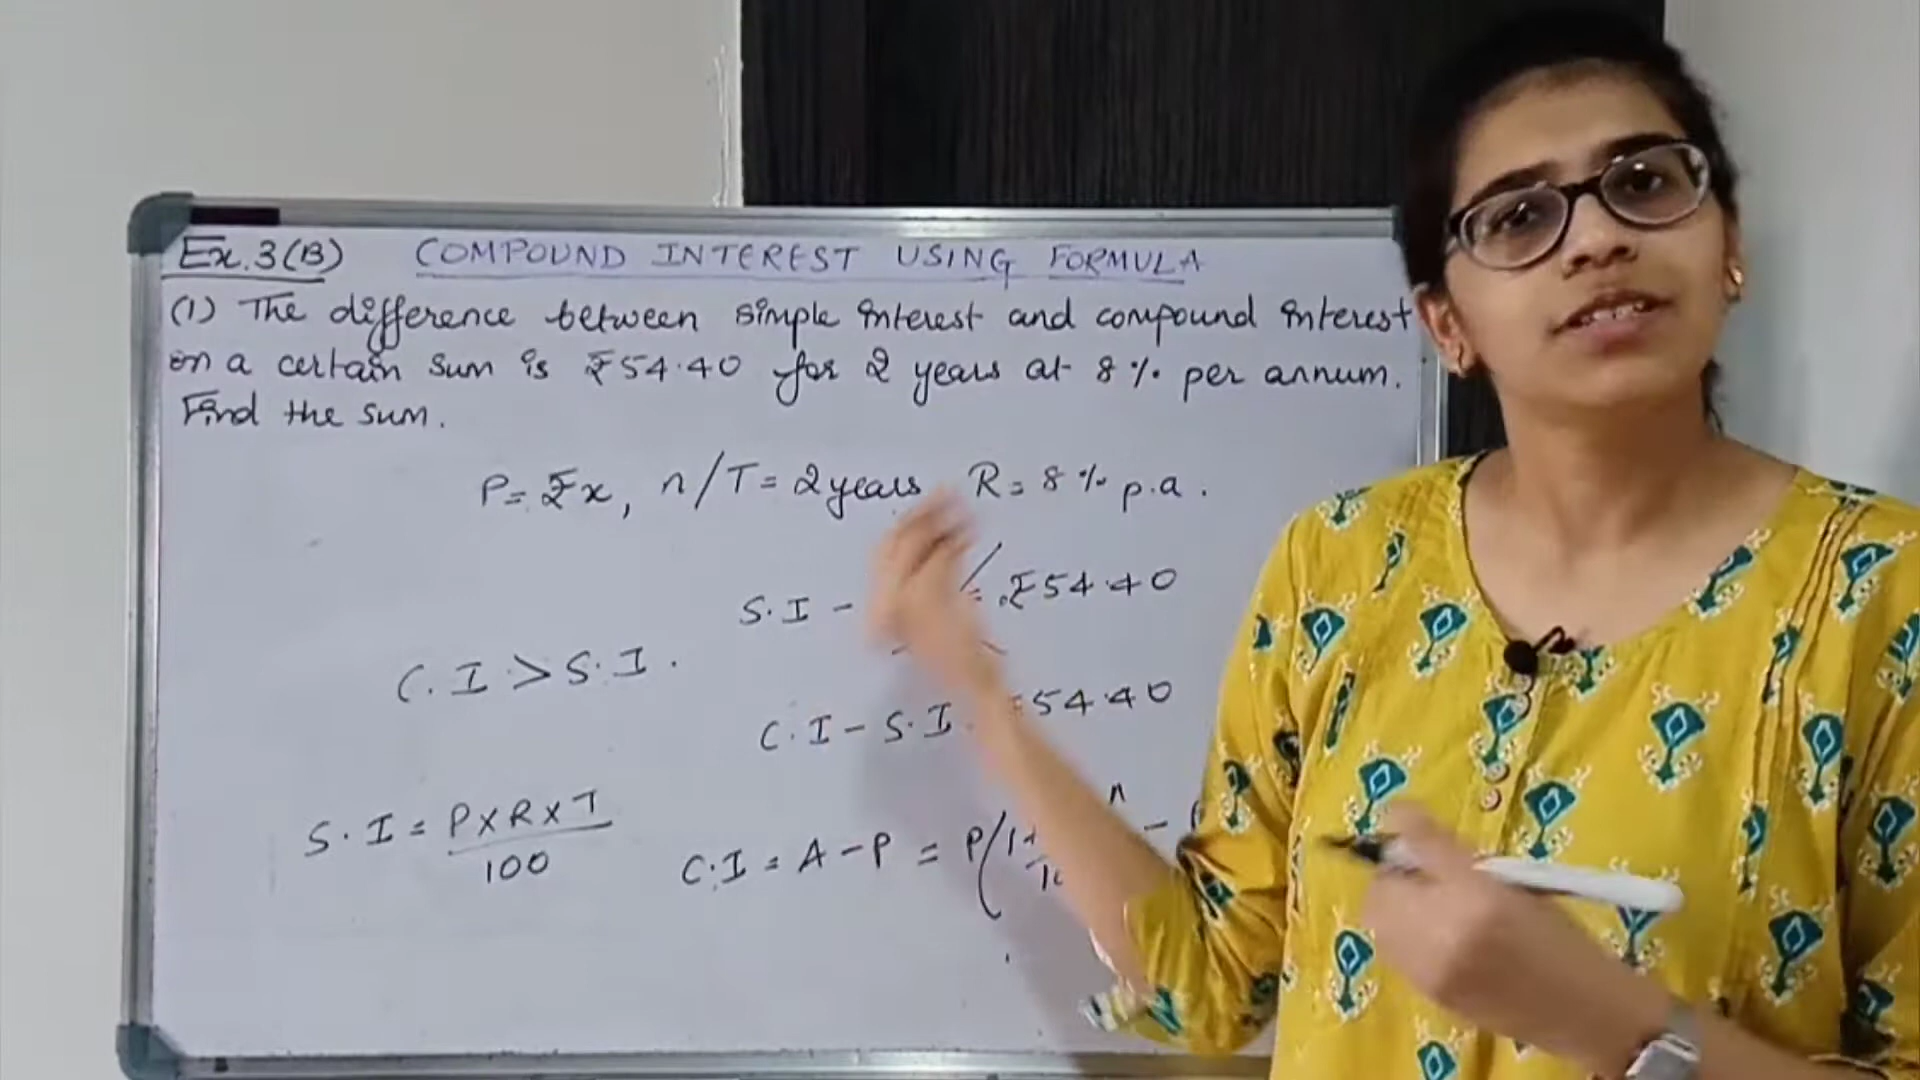 Ex.3(B) COMPOUND INTEREST USING FORMULA
(1) The difference between simple interest and compound interest
on a certain sum is ₹54.40 for 2 years at 8% per annum.
Find the sum.
P = ₹x, n/T = 2 years, R = 8% p.a.
S.I - = ₹54.40
C.I > S.I.
C.I - S.I. 54.40
S.I = P×R×T
100
C.I = A - P = P(1+ n -